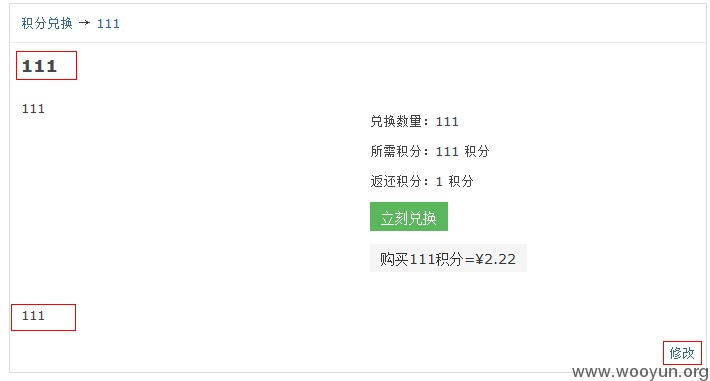 积分兑换 → 111
111
111
兑换数量：111
所需积分：111 积分
返还积分：1 积分
立刻兑换
购买111积分=¥2.22
111
修改
www.wooyun.org